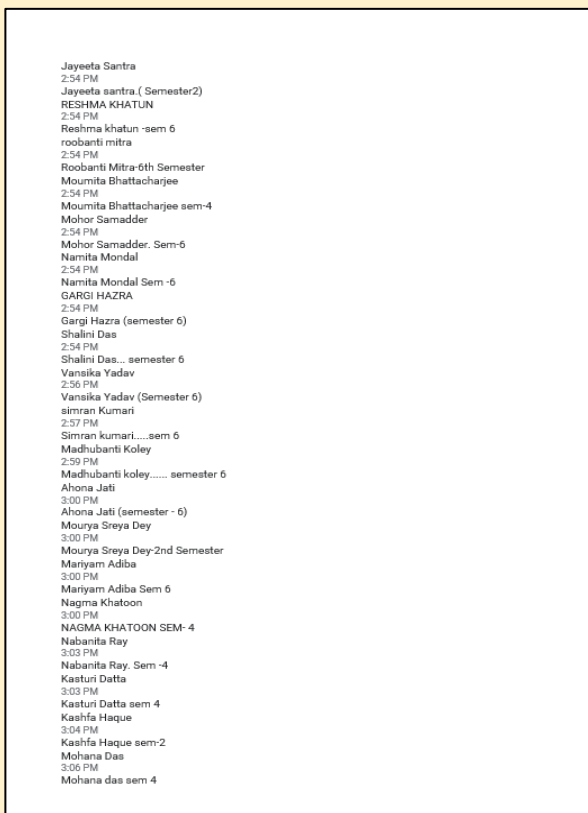 Jayeeta Santra
2:54 PM
Jayeeta santra.( Semester2)
RESHMA KHATUN
2:54 PM
Reshma khatun -sem 6
roobanti mitra
2:54 PM
Roobanti Mitra-6th Semester
Moumita Bhattacharjee
2:54 PM
Moumita Bhattacharjee sem-4
Mohor Samadder
2:54 PM
Mohor Samadder. Sem-6
Namita Mondal
2:54 PM
Namita Mondal Sem -6
GARGI HAZRA
2:54 PM
Gargi Hazra (semester 6)
Shalini Das
2:54 PM
Shalini Das... semester 6
Vansika Yadav
2:56 PM
Vansika Yadav (Semester 6)
simran Kumari
2:57 PM
Simran kumari.....sem 6
Madhubanti Koley
2:59 PM
Madhubanti koley...... semester 6
Ahona Jati
3:00 PM
Ahona Jati (semester - 6)
Mourya Sreya Dey
3:00 PM
Mourya Sreya Dey-2nd Semester
Mariyam Adiba
3:00 PM
Mariyam Adiba Sem 6
Nagma Khatoon
3:00 PM
NAGMA KHATOON SEM- 4
Nabanita Ray
3:03 PM
Nabanita Ray. Sem -4
Kasturi Datta
3:03 PM
Kasturi Datta sem 4
Kashfa Haque
3:04 PM
Kashfa Haque sem-2
Mohana Das
3:06 PM
Mohana das sem 4